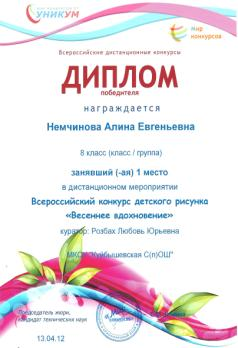 УНИКУМ
мир
конкурсов
Всероссийские дистанционные конкурсы
ДИПЛОМ
победителя
награждается
Немчинова Алина Евгеньевна
8 класс (класс / группа)
занявший (-ая) 1 место
в дистанционном мероприятии
Всероссийский конкурс детского рисунка
«Весеннее вдохновение»
куратор: Розбах Любовь Юрьевна
МКОУ "Куйбышевская С(п)ОШ"
Председатель жюри,
кандидат технических наук
13.04.12